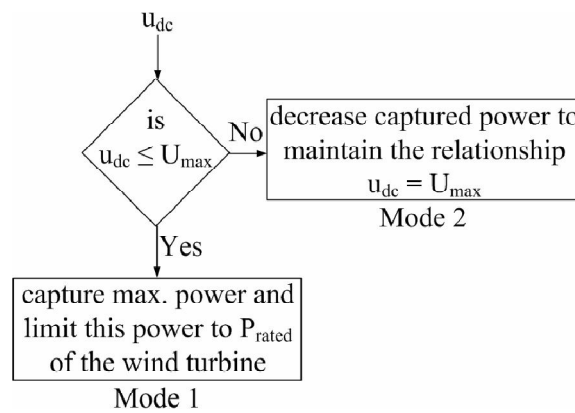 u_dc
is
u_dc ≤ U_max
No
decrease captured power to
maintain the relationship
u_dc = U_max
Mode 2
Yes
capture max. power and
limit this power to P_rated
of the wind turbine
Mode 1